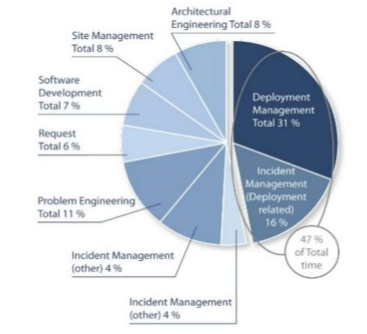 Architectural
Engineering Total 8 %
Site Management
Total 8 %
Software
Development
Total 7 %
Request
Total 6 %
Problem Engineering
Total 11 %
Incident Management
(other) 4 %
Incident Management
(other) 4 %
Deployment
Management
Total 31 %
Incident
Management
(Deployment
related)
16 %
47 %
of Total
time